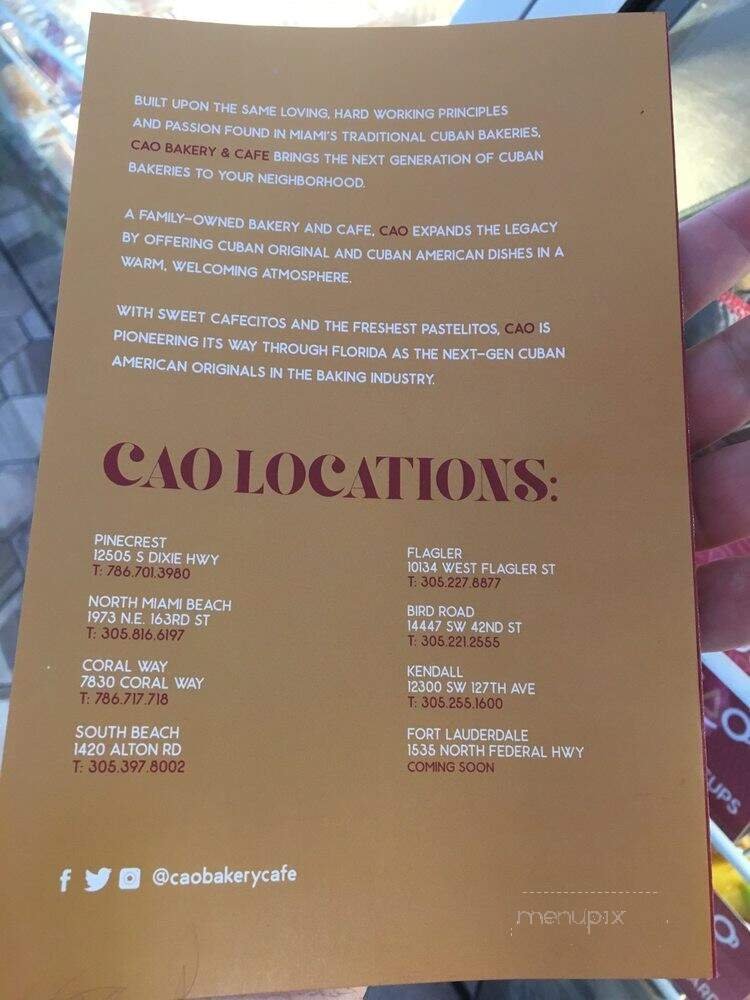 BUILT UPON THE SAME LOVING, HARD WORKING PRINCIPLES
AND PASSION FOUND IN MIAMI'S TRADITIONAL CUBAN BAKERIES,
CAO BAKERY & CAFE BRINGS THE NEXT GENERATION OF CUBAN
BAKERIES TO YOUR NEIGHBORHOOD.
A FAMILY-OWNED BAKERY AND CAFE, CAO EXPANDS THE LEGACY
BY OFFERING CUBAN ORIGINAL AND CUBAN AMERICAN DISHES IN A
WARM, WELCOMING ATMOSPHERE.
WITH SWEET CAFECITOS AND THE FRESHEST PASTELITOS, CAO IS
PIONEERING ITS WAY THROUGH FLORIDA AS THE NEXT-GEN CUBAN
AMERICAN ORIGINALS IN THE BAKING INDUSTRY.
CAO LOCATIONS:
PINECREST
12505 S DIXIE HWY
T: 786.701.3980
NORTH MIAMI BEACH
1973 N.E. 163RD ST
T: 305.816.6197
CORAL WAY
7830 CORAL WAY
T: 786.717.718
SOUTH BEACH
1420 ALTON RD
T: 305.397.8002
FLAGLER
10134 WEST FLAGLER ST
T: 305.227.8877
BIRD ROAD
14447 SW 42ND ST
T: 305.221.2555
KENDALL
12300 SW 127TH AVE
T: 305.255.1600
FORT LAUDERDALE
1535 NORTH FEDERAL HWY
COMING SOON
@caobakerycafe
menupix